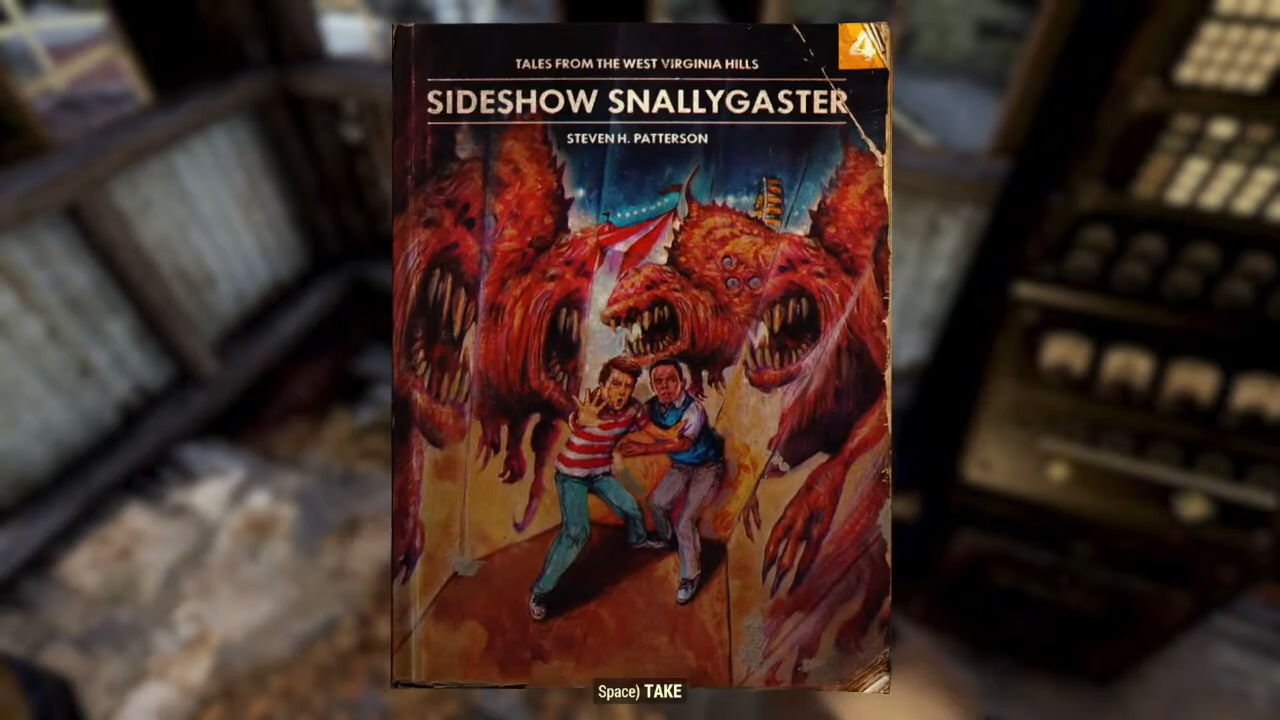 4
TALES FROM THE WEST VIRGINIA HILLS
SIDESHOW SNALLYGASTER
STEVEN H. PATTERSON
Space) TAKE